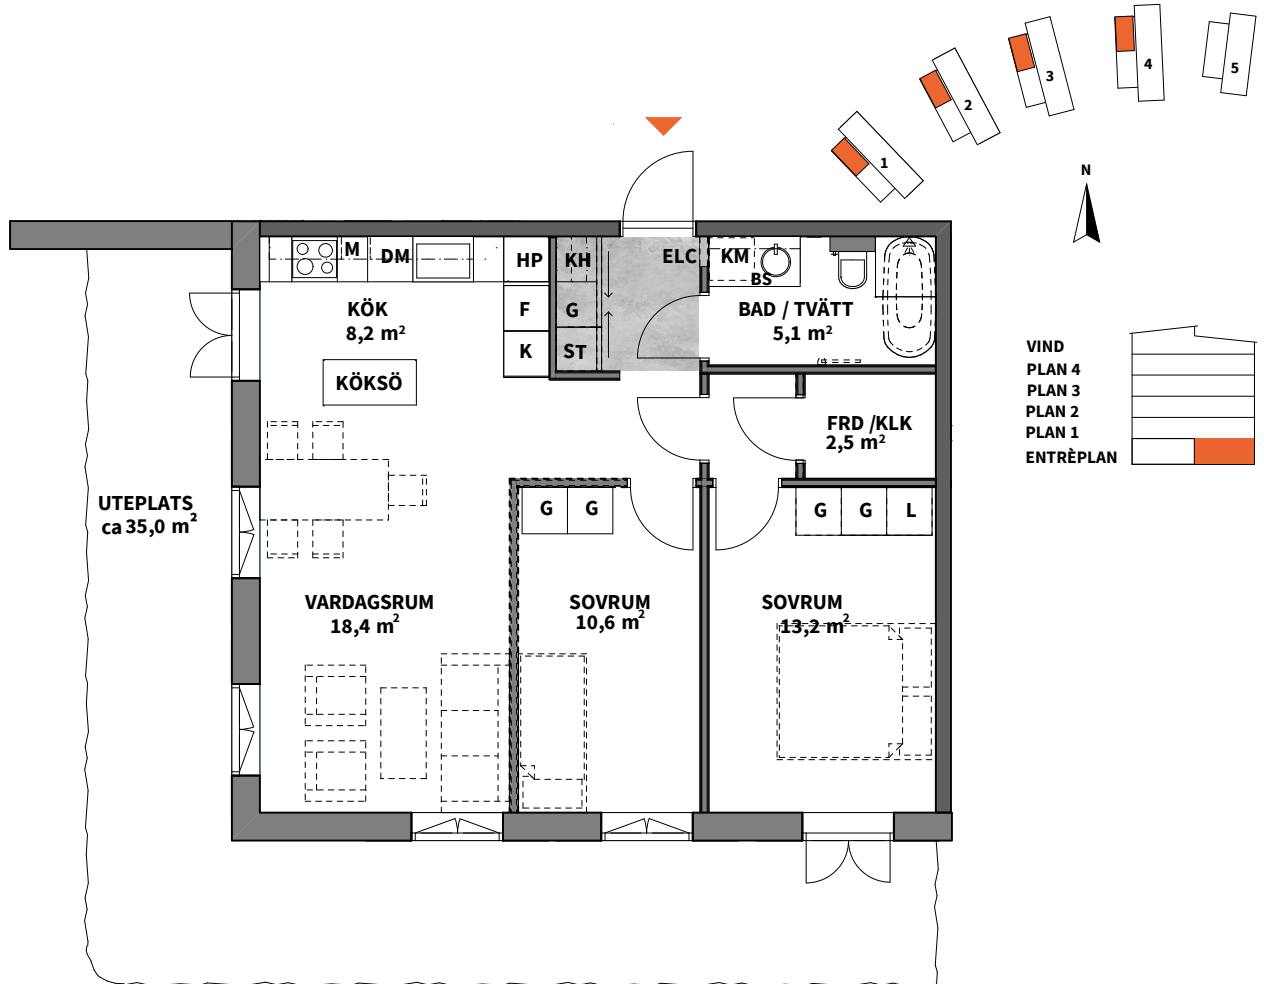 1
2
3
4
5
N
M
DM
HP
KH
ELC
KM
BS
KÖK
8,2 m²
F
G
BAD / TVÄTT
5,1 m²
K
ST
KÖKSÖ
FRD /KLK
2,5 m²
VIND
PLAN 4
PLAN 3
PLAN 2
PLAN 1
ENTRÈPLAN
UTEPLATS
ca 35,0 m²
G
G
G
G
L
VARDAGSRUM
18,4 m²
SOVRUM
10,6 m²
SOVRUM
13,2 m²